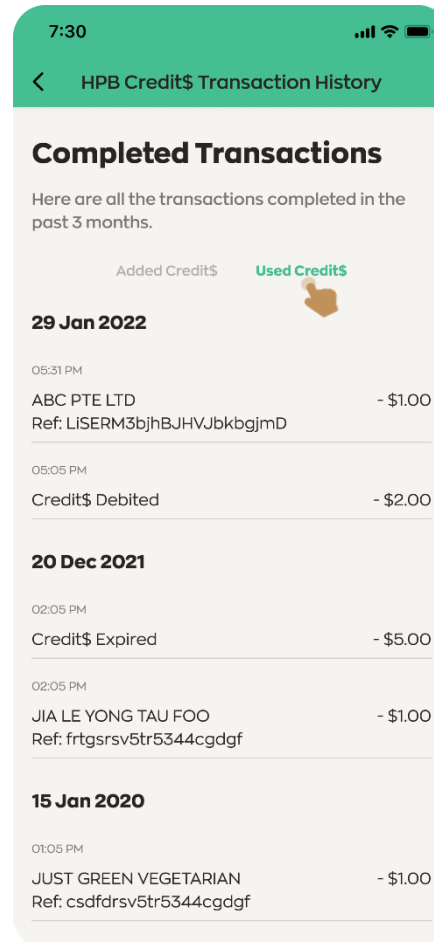 7:30
HPB Credit$ Transaction History
Completed Transactions
Here are all the transactions completed in the
past 3 months.
Added Credit$ Used Credit$
29 Jan 2022
05:31 PM
ABC PTE LTD - $1.00
Ref: LiSERM3bjhBJHVJbkbgjmD
05:05 PM
Credit$ Debited - $2.00
20 Dec 2021
02:05 PM
Credit$ Expired - $5.00
02:05 PM
JIA LE YONG TAU FOO - $1.00
Ref: frtgsrsv5tr5344cgdgf
15 Jan 2020
01:05 PM
JUST GREEN VEGETARIAN - $1.00
Ref: csdfdrsv5tr5344cgdgf